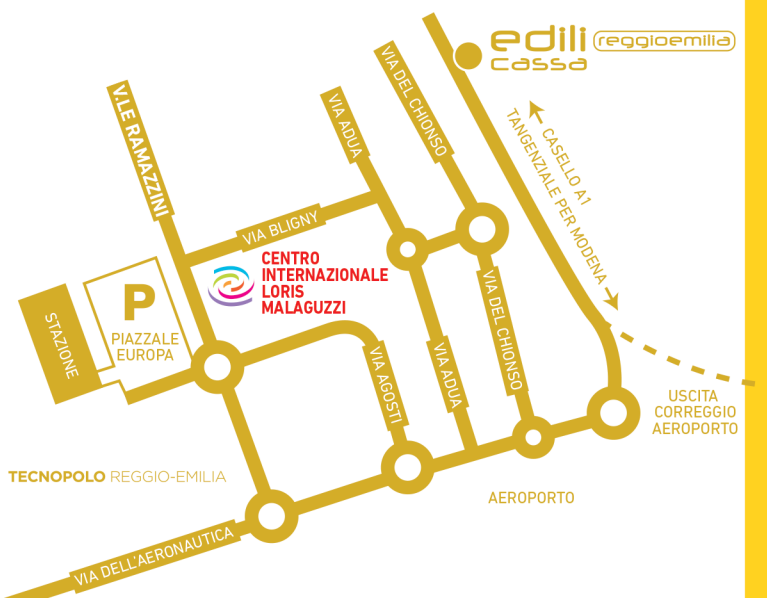 edili reggioemilia
cassa
VIA DEL CHIONSO
V.LE RAMAZZINI
VIA ADUA
CASELLO A1
TANGENZIALE PER MODENA
VIA BLIGNY
CENTRO
INTERNAZIONALE
LORIS
MALAGUZZI
P
PIAZZALE
EUROPA
STAZIONE
VIA DEL CHIONSO
VIA AGOSTI
VIA ADUA
USCITA
CORREGGIO
AEROPORTO
TECNOPOLO REGGIO-EMILIA
AEROPORTO
VIA DELL'AERONAUTICA